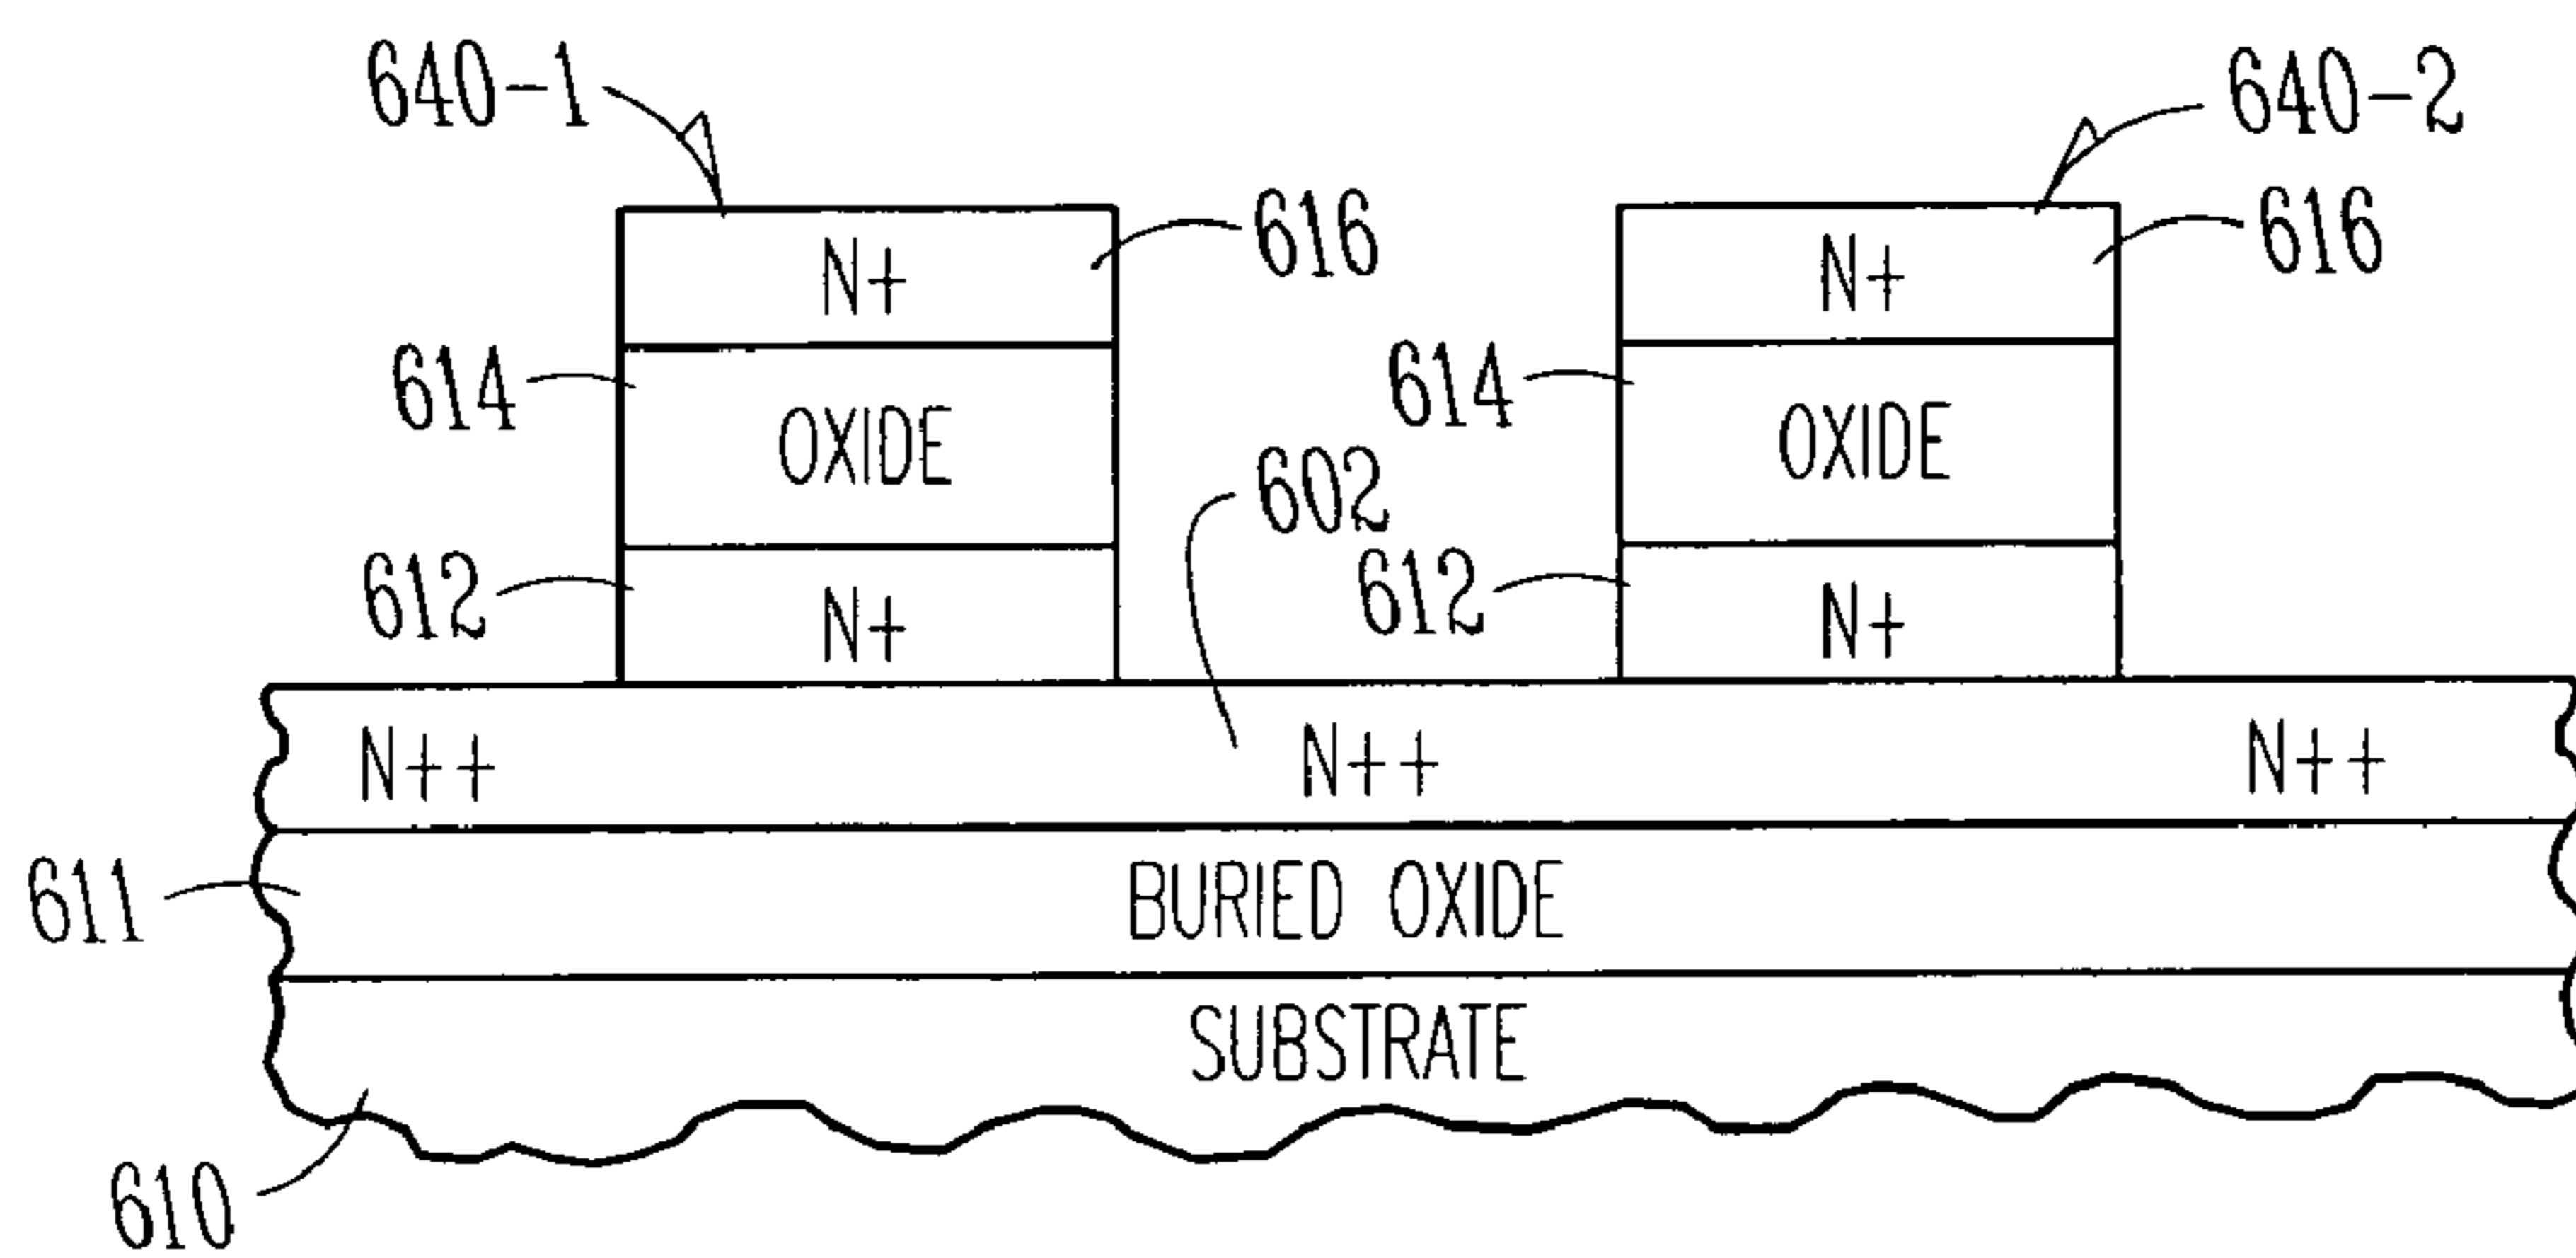 640-1 640-2
N+ 616 N+ 616
614 OXIDE 614 OXIDE
602
612 N+ 612 N+
N++ N++ N++
611 BURIED OXIDE
SUBSTRATE
610